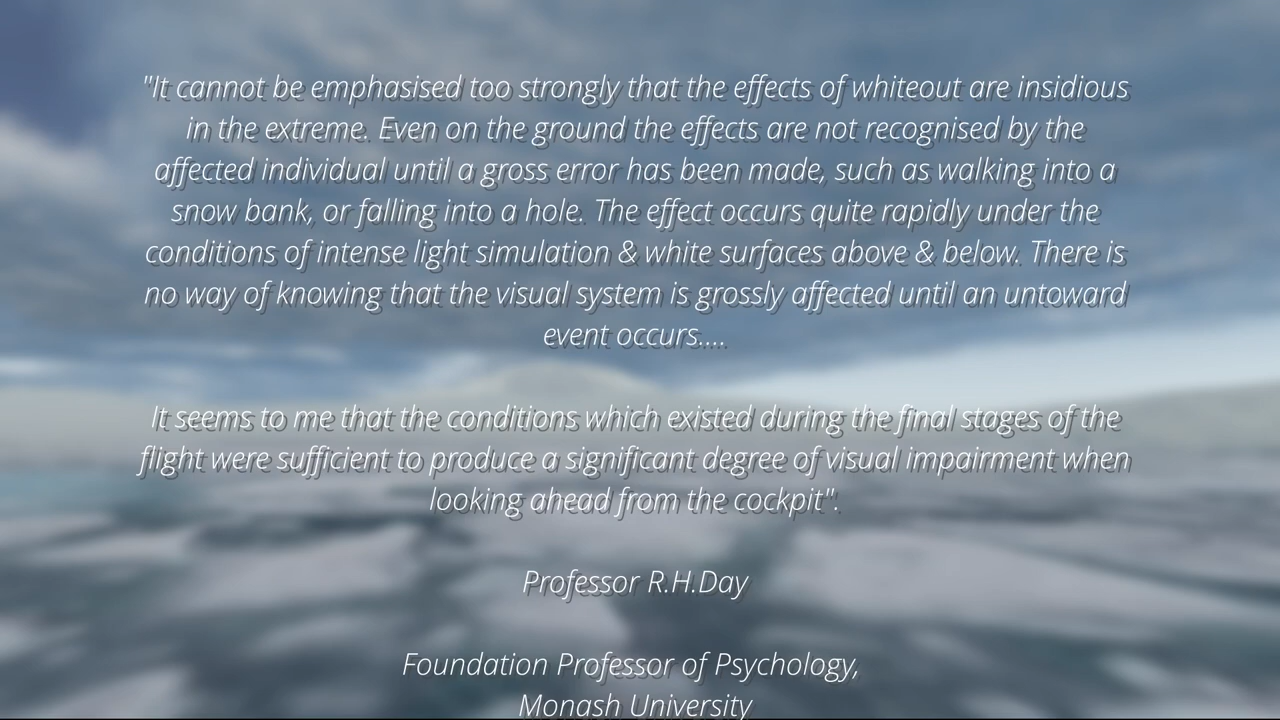 "It cannot be emphasised too strongly that the effects of whiteout are insidious
in the extreme. Even on the ground the effects are not recognised by the
affected individual until a gross error has been made, such as walking into a
snow bank, or falling into a hole. The effect occurs quite rapidly under the
conditions of intense light simulation & white surfaces above & below. There is
no way of knowing that the visual system is grossly affected until an untoward
event occurs....
It seems to me that the conditions which existed during the final stages of the
flight were sufficient to produce a significant degree of visual impairment when
looking ahead from the cockpit".
Professor R.H.Day
Foundation Professor of Psychology,
Monash University